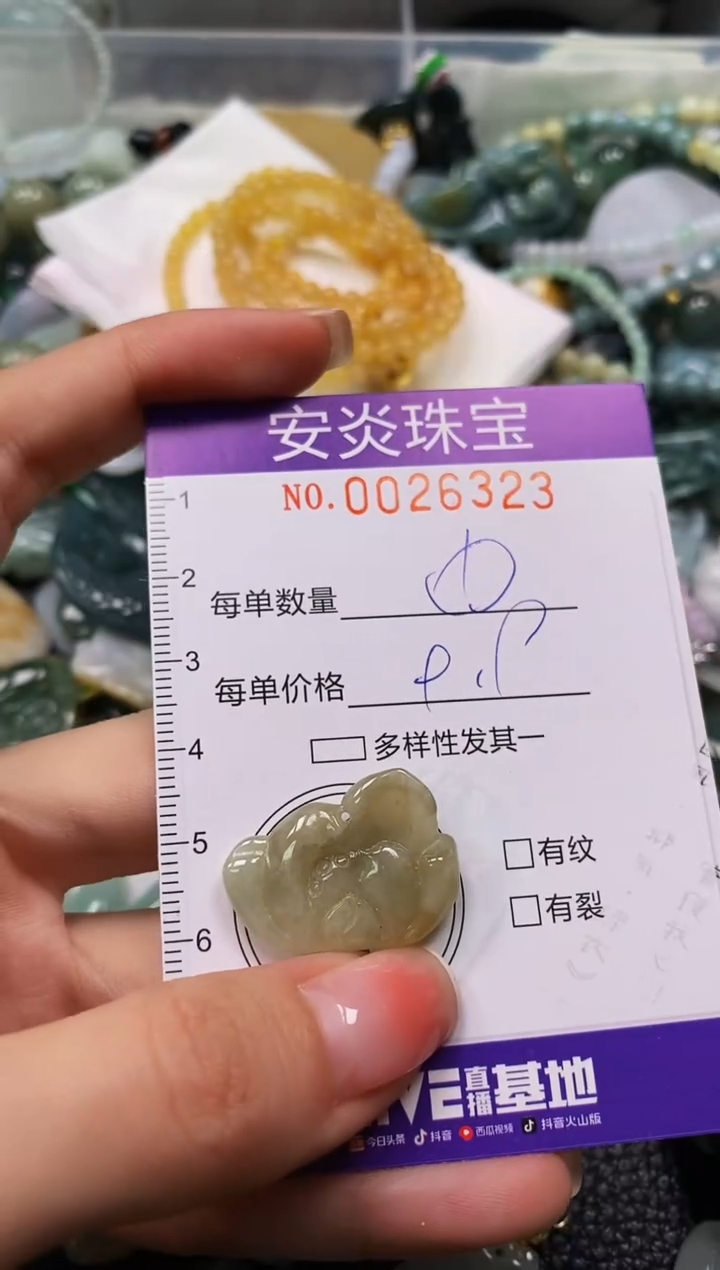 安炎珠宝
NO.0026323
1
2
每单数量
3
每单价格
4
多样性发其一
5
有纹
有裂
6
直播基地
今日头条 抖音 西瓜视频 抖音火山版